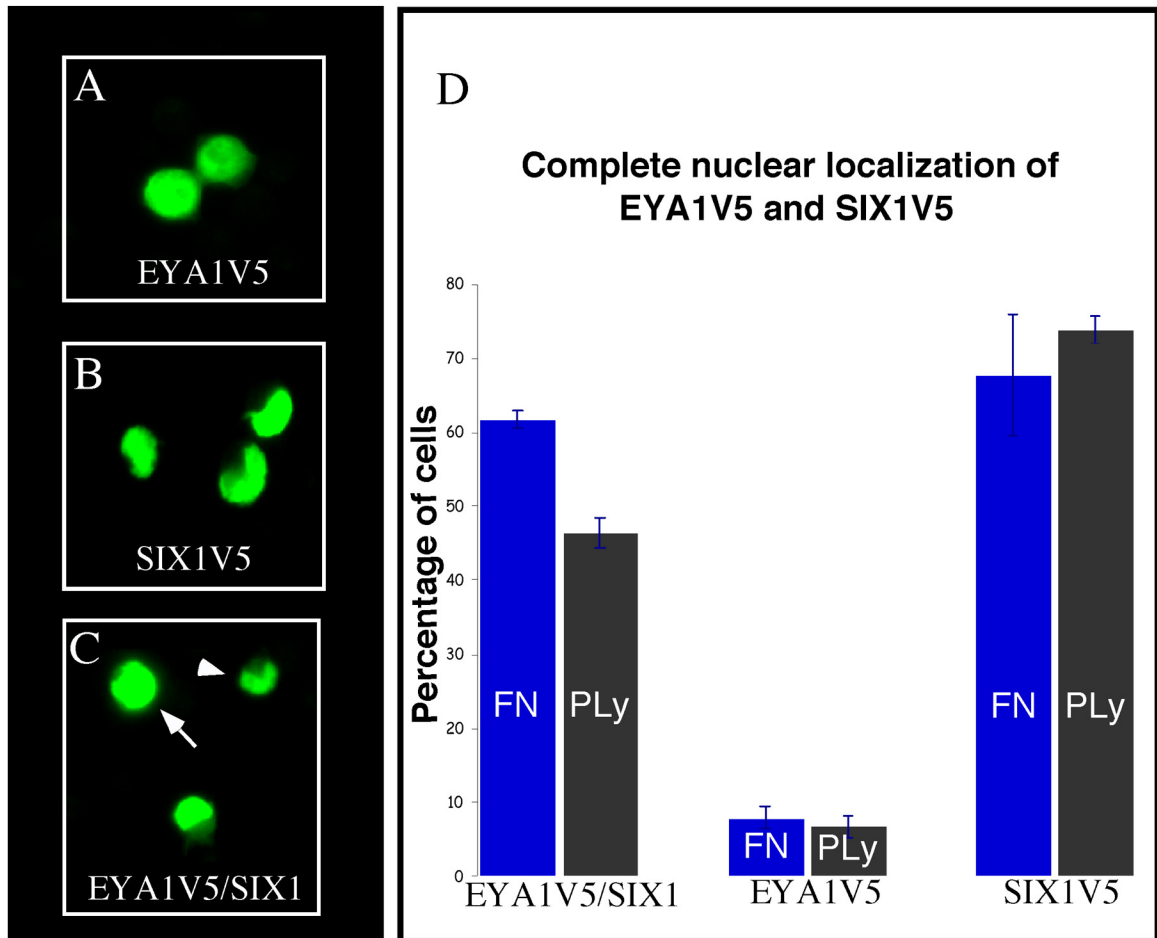 A
EYA1V5
B
SIX1V5
C
EYA1V5/SIX1
D
Complete nuclear localization of
EYA1V5 and SIX1V5
Percentage of cells
80
70
60
50
40
30
20
10
0
FN
PLy
FN
PLy
FN
PLy
EYA1V5/SIX1
EYA1V5
SIX1V5